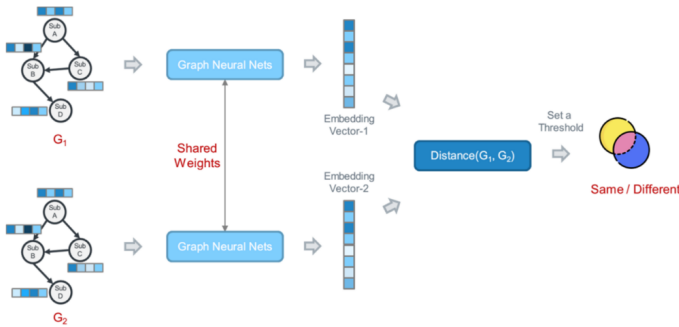 Sub
A
Sub
B
Sub
C
Sub
D
G1
Graph Neural Nets
Embedding
Vector-1
Shared
Weights
Distance(G1, G2)
Set a
Threshold
Same / Different
Sub
A
Sub
B
Sub
C
Sub
D
G2
Graph Neural Nets
Embedding
Vector-2